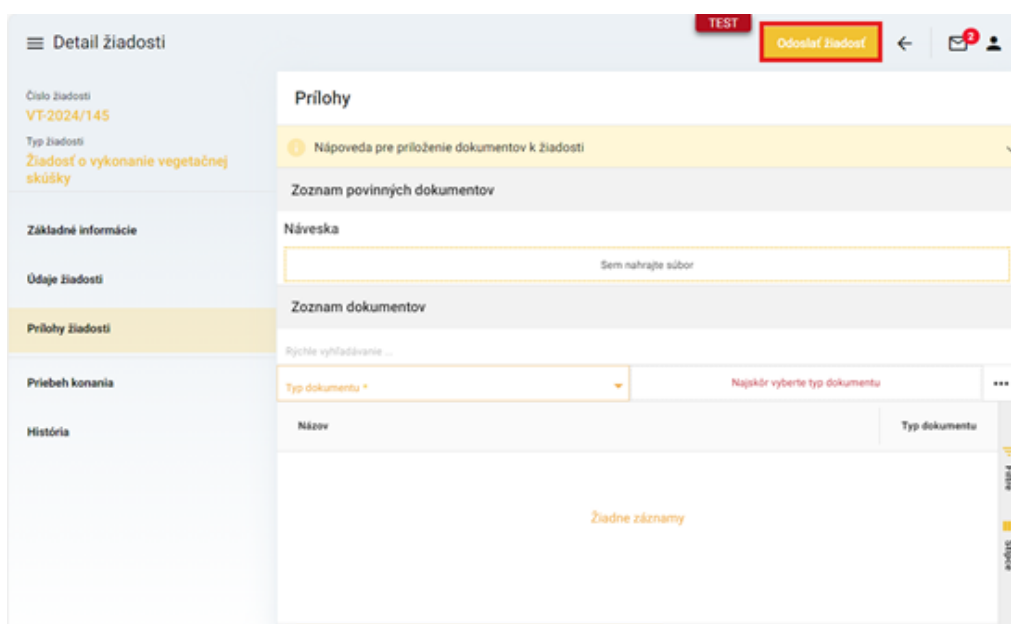 TEST
Detail žiadosti
Odoslať žiadosť
2
Číslo žiadosti
VT-2024/145
Typ žiadosti
Žiadosť o vykonanie vegetačnej
skúšky
Základné informácie
Údaje žiadosti
Prílohy žiadosti
Priebeh konania
História
Prílohy
Nápoveda pre priloženie dokumentov k žiadosti
Zoznam povinných dokumentov
Náveska
Sem nahrajte súbor
Zoznam dokumentov
Rýchle vyhľadávanie ...
Typ dokumentu *
Najskôr vyberte typ dokumentu
Názov
Typ dokumentu
Žiadne záznamy
Filtre
Stĺpce